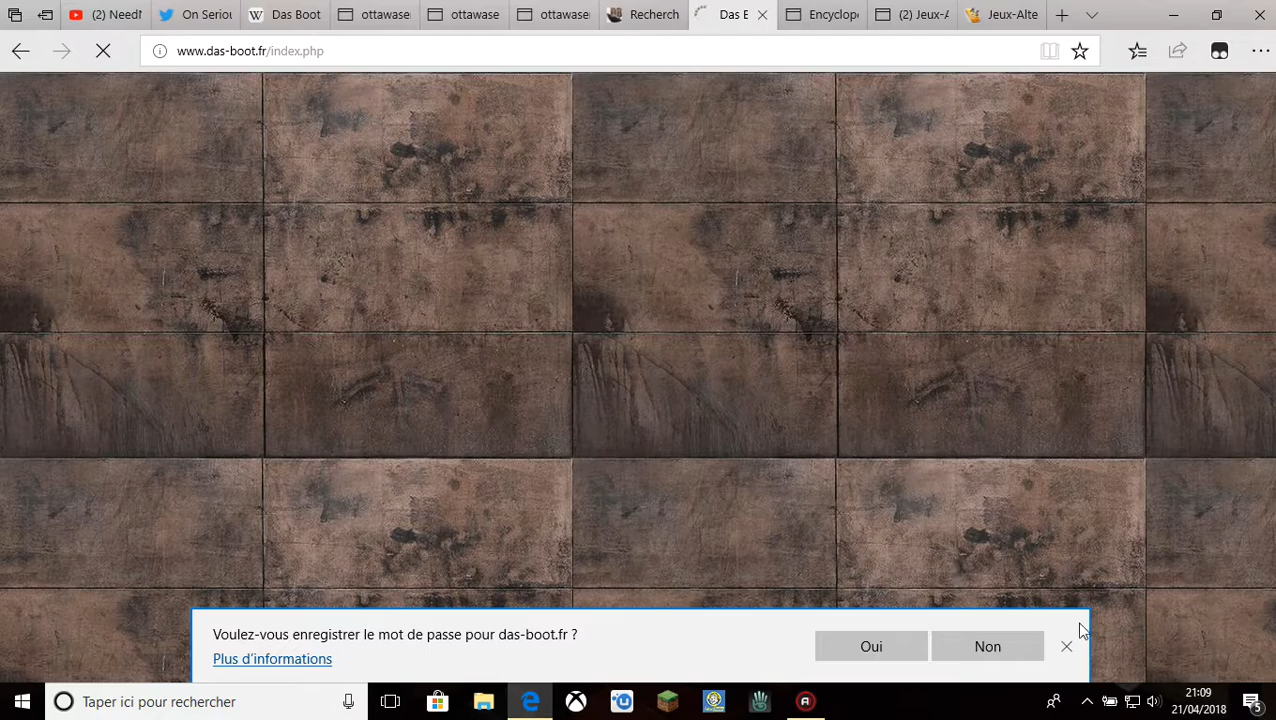 (2) Needf
On Seriou
W Das Boot
ottawase
ottawase
ottawase
Recherch
Das E
Encyclop
(2) Jeux-A
Jeux-Alte
www.das-boot.fr/index.php
Voulez-vous enregistrer le mot de passe pour das-boot.fr ?
Plus d'informations
Oui
Non
Taper ici pour rechercher
21:09
21/04/2018
5